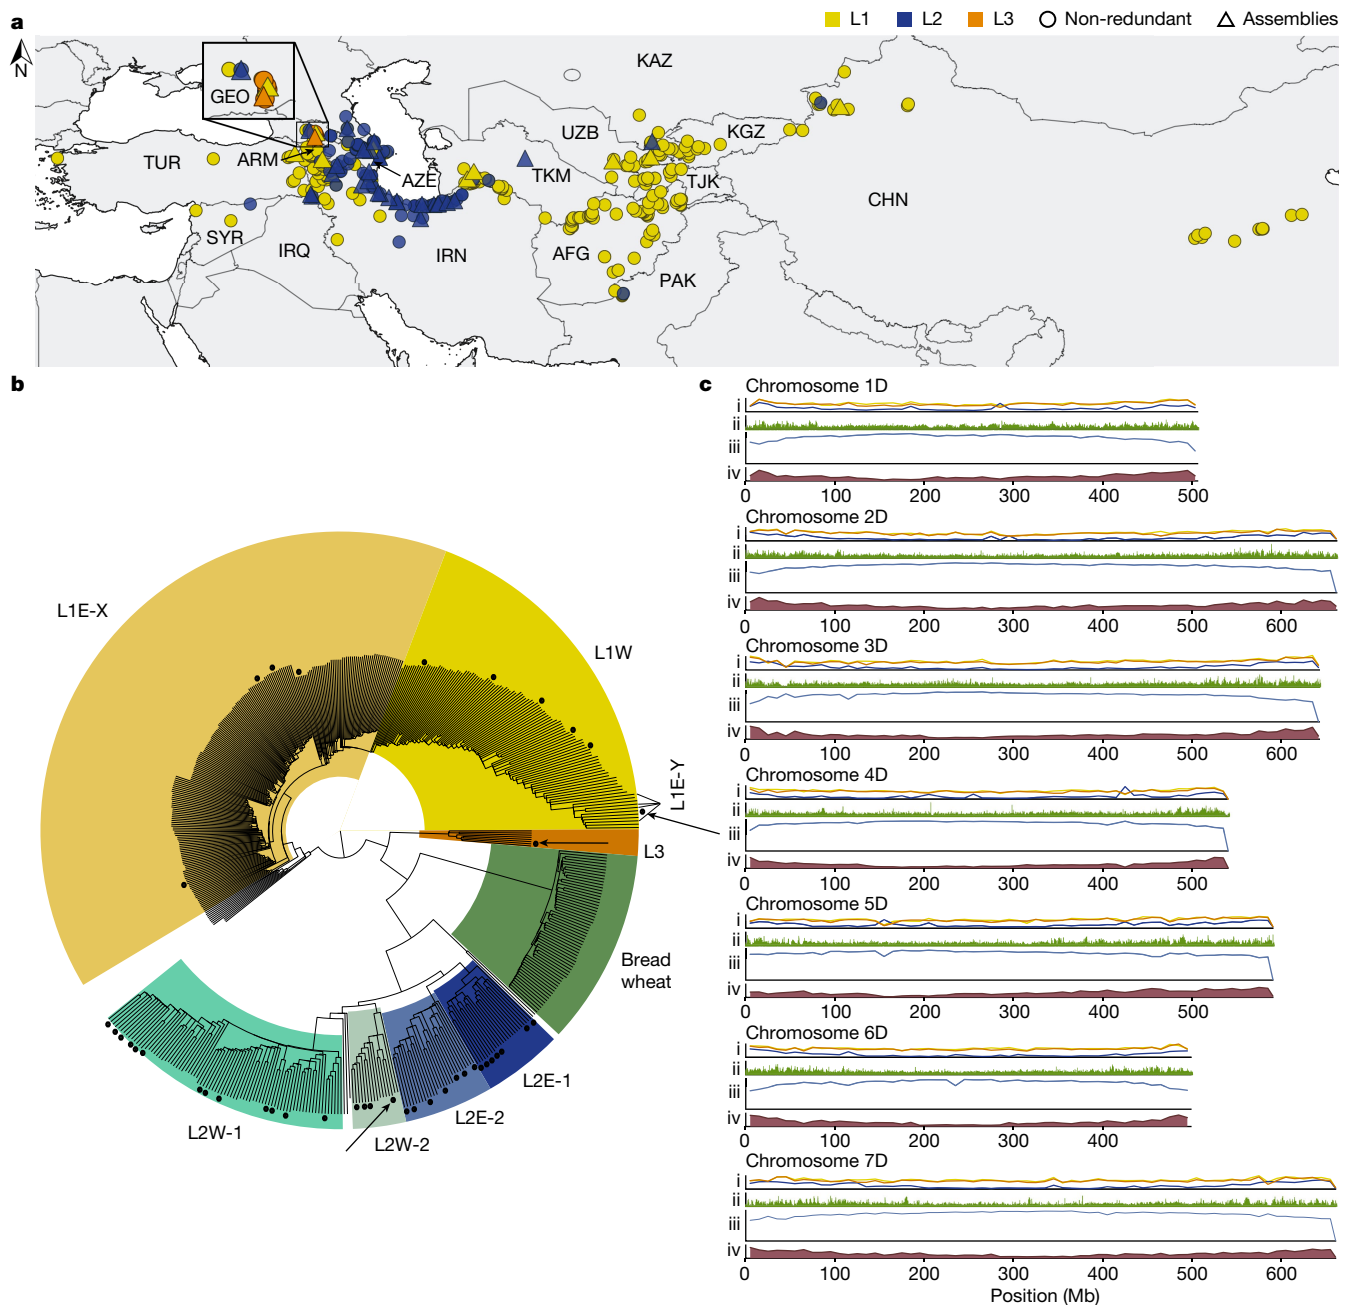 a
L1 L2 L3 Non-redundant Assemblies
N
KAZ
GEO
UZB
KGZ
TUR
ARM
AZE
TKM
TJK
CHN
SYR
IRQ
IRN
AFG
PAK
b
L1E-X
L1W
L1E-Y
L3
Bread
wheat
L2E-1
L2E-2
L2W-2
L2W-1
c
Chromosome 1D
i
ii
iii
iv
0 100 200 300 400 500
Chromosome 2D
i
ii
iii
iv
0 100 200 300 400 500 600
Chromosome 3D
i
ii
iii
iv
0 100 200 300 400 500 600
Chromosome 4D
i
ii
iii
iv
0 100 200 300 400 500
Chromosome 5D
i
ii
iii
iv
0 100 200 300 400 500
Chromosome 6D
i
ii
iii
iv
0 100 200 300 400
Chromosome 7D
i
ii
iii
iv
0 100 200 300 400 500 600
Position (Mb)